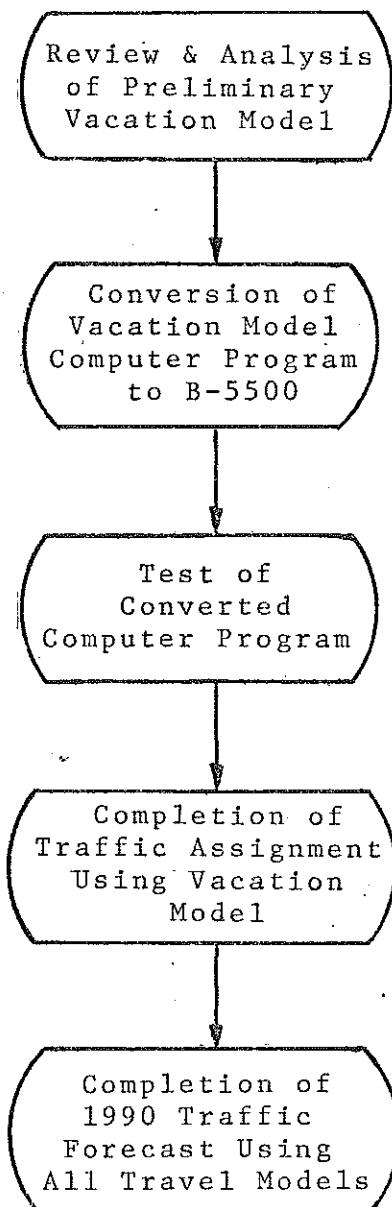 Review & Analysis
of Preliminary
Vacation Model
Conversion of
Vacation Model
Computer Program
to B-5500
Test of
Converted
Computer Program
Completion of
Traffic Assignment
Using Vacation
Model
Completion of
1990 Traffic
Forecast Using
All Travel Models